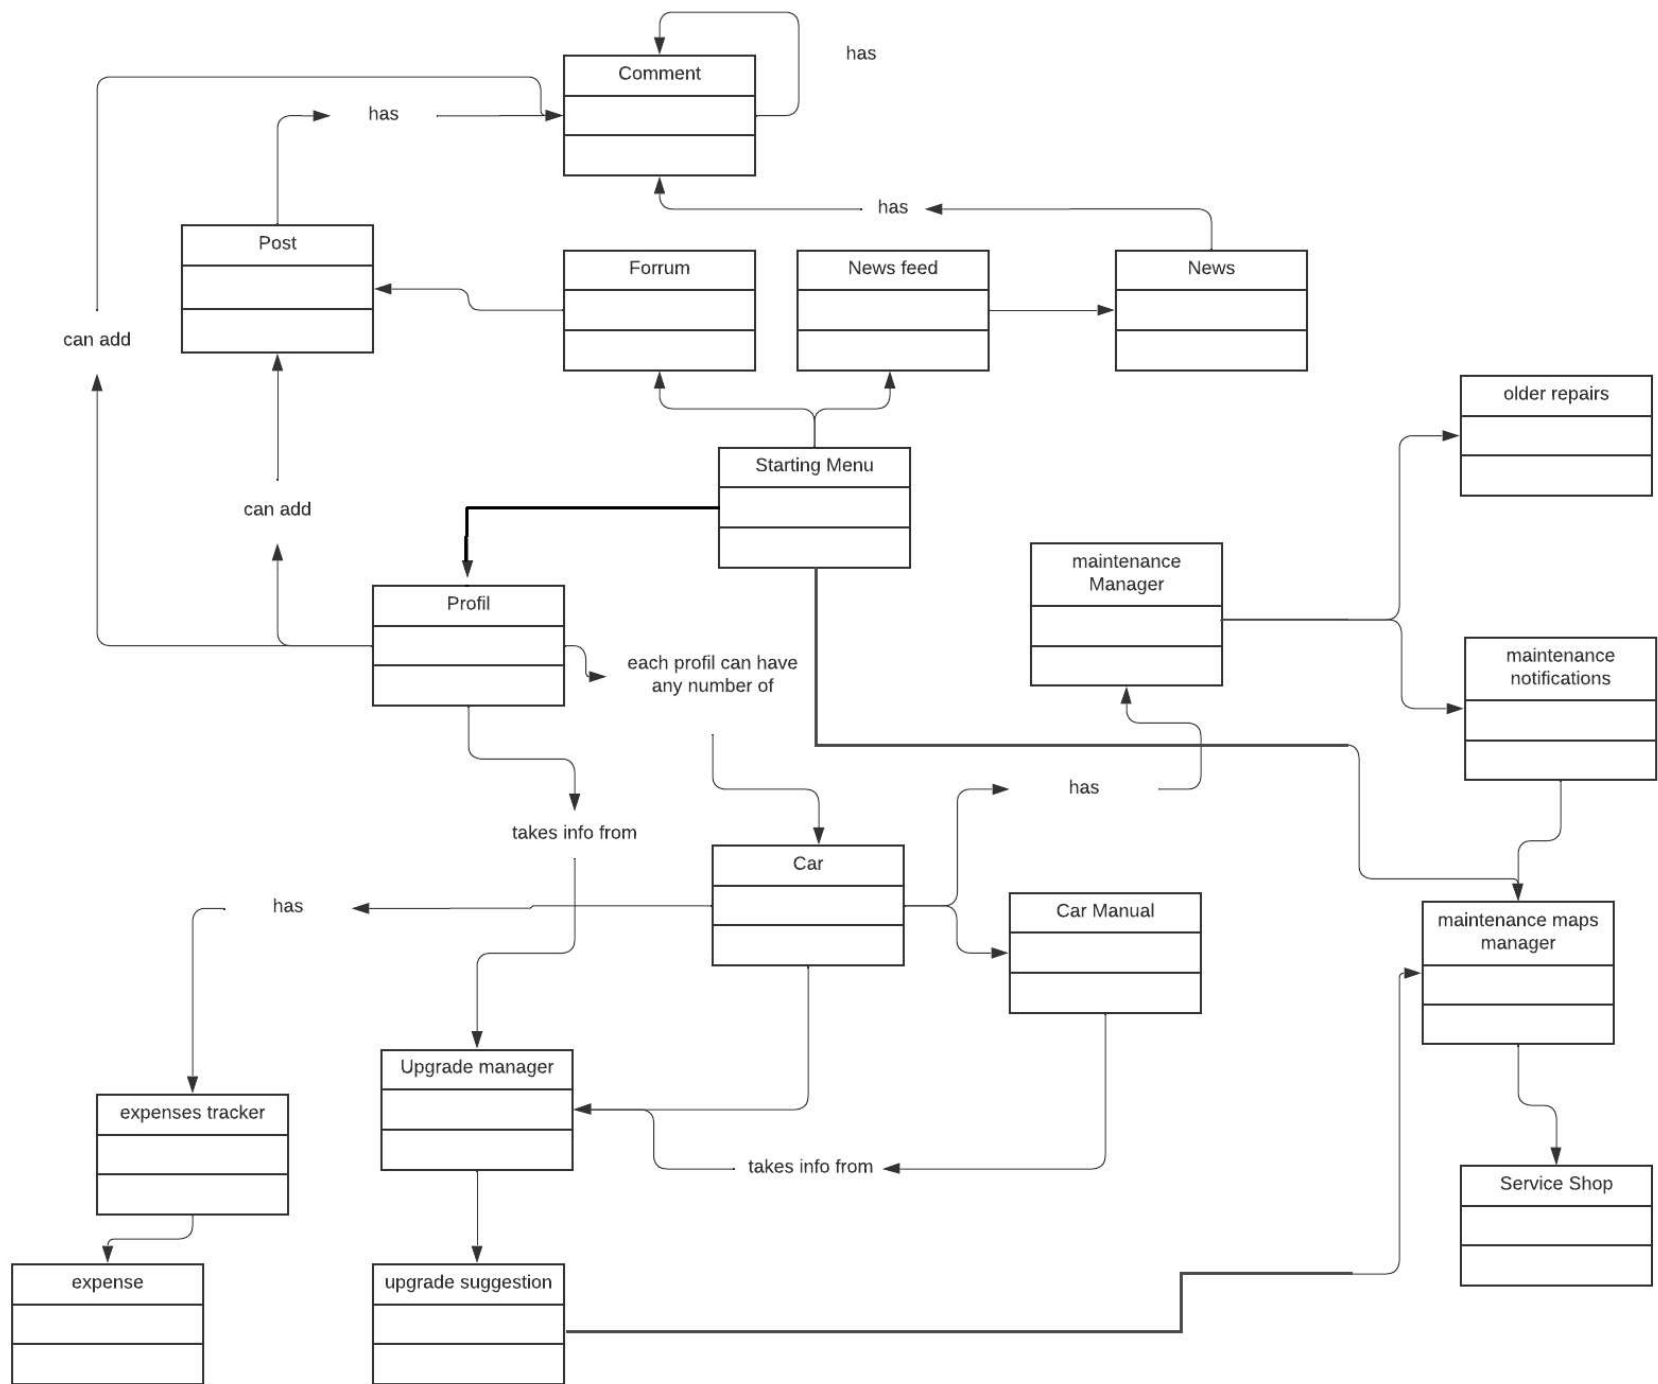 has
Comment
has
has
Post
Forrum
News feed
News
can add
older repairs
Starting Menu
can add
maintenance
Manager
Profil
each profil can have
any number of
maintenance
notifications
has
takes info from
Car
has
Car Manual
maintenance maps
manager
Upgrade manager
expenses tracker
takes info from
Service Shop
expense
upgrade suggestion